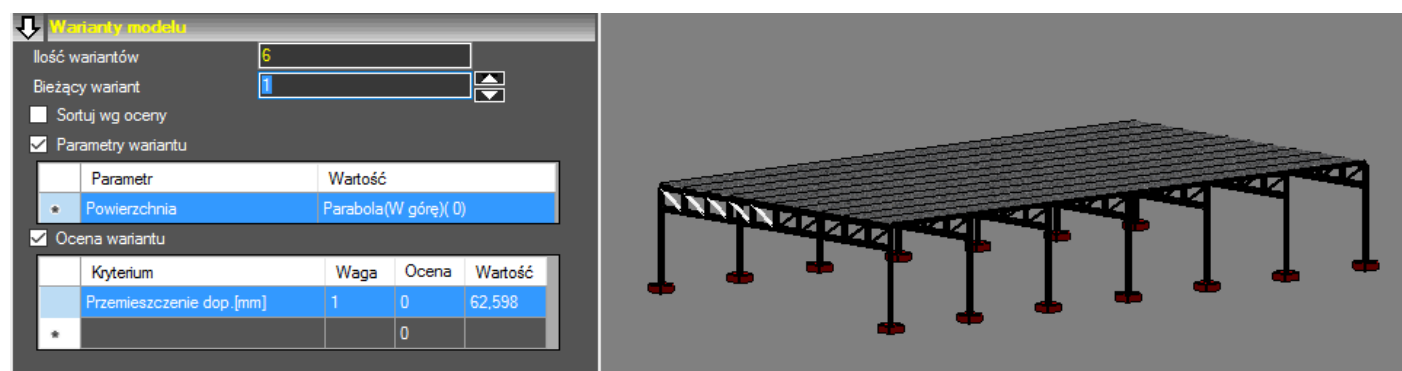 Warianty modelu
Ilość wariantów 6
Bieżący wariant 1
Sortuj wg oceny
Parametry wariantu
Parametr Wartość
Powierzchnia Parabola(W górę)( 0)
Ocena wariantu
Kryterium Waga Ocena Wartość
Przemieszczenie dop.[mm] 1 0 62,598
0